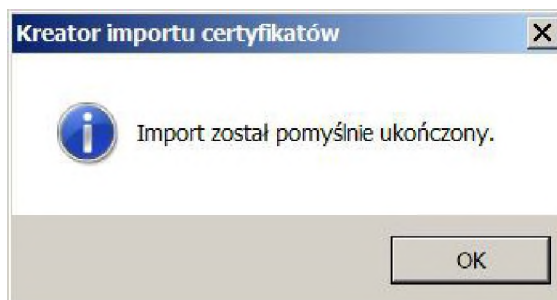 Kreator importu certyfikatów
Import został pomyślnie ukończony.
OK